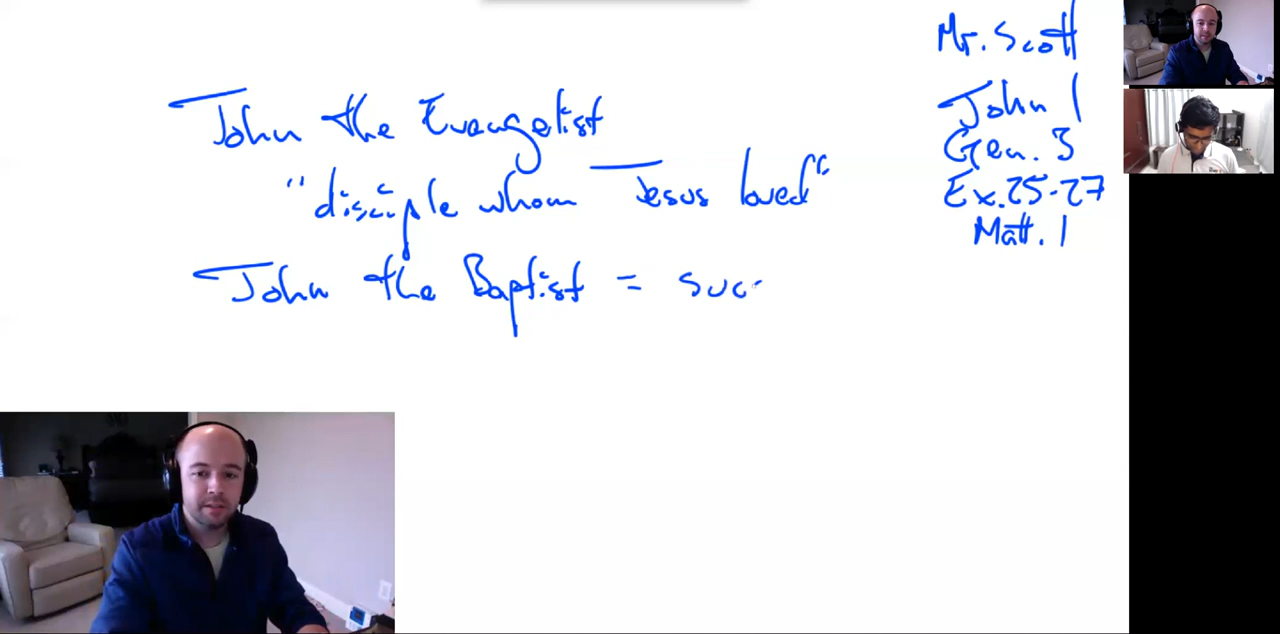 John the Evangelist
"disciple whom Jesus loved"
John the Baptist = suc
Mr. Scott
John 1
Gen. 3
Ex. 25-27
Matt. 1